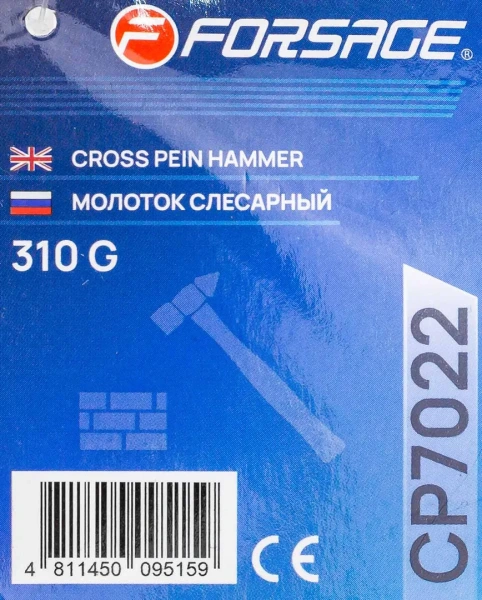 FORSAGE®
CROSS PEIN HAMMER
МОЛОТОК СЛЕСАРНЫЙ
310 G
CP7022
4 811450 095159
CE